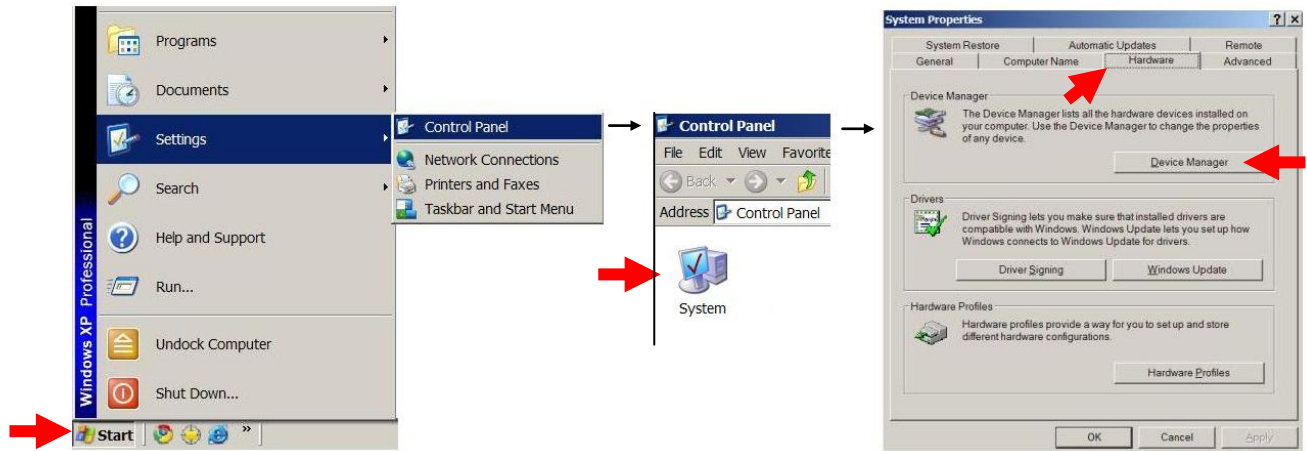 Programs
Documents
Settings
Search
Help and Support
Run...
Undock Computer
Shut Down...
Windows XP Professional
Start
»
Control Panel
Network Connections
Printers and Faxes
Taskbar and Start Menu
Control Panel
File Edit View Favorite
Back
Address Control Panel
System
System Properties
System Restore Automatic Updates Remote
General Computer Name Hardware Advanced
Device Manager
The Device Manager lists all the hardware devices installed on
your computer. Use the Device Manager to change the properties
of any device.
Device Manager
Drivers
Driver Signing lets you make sure that installed drivers are
compatible with Windows. Windows Update lets you set up how
Windows connects to Windows Update for drivers.
Driver Signing Windows Update
Hardware Profiles
Hardware profiles provide a way for you to set up and store
different hardware configurations.
Hardware Profiles
OK Cancel Apply